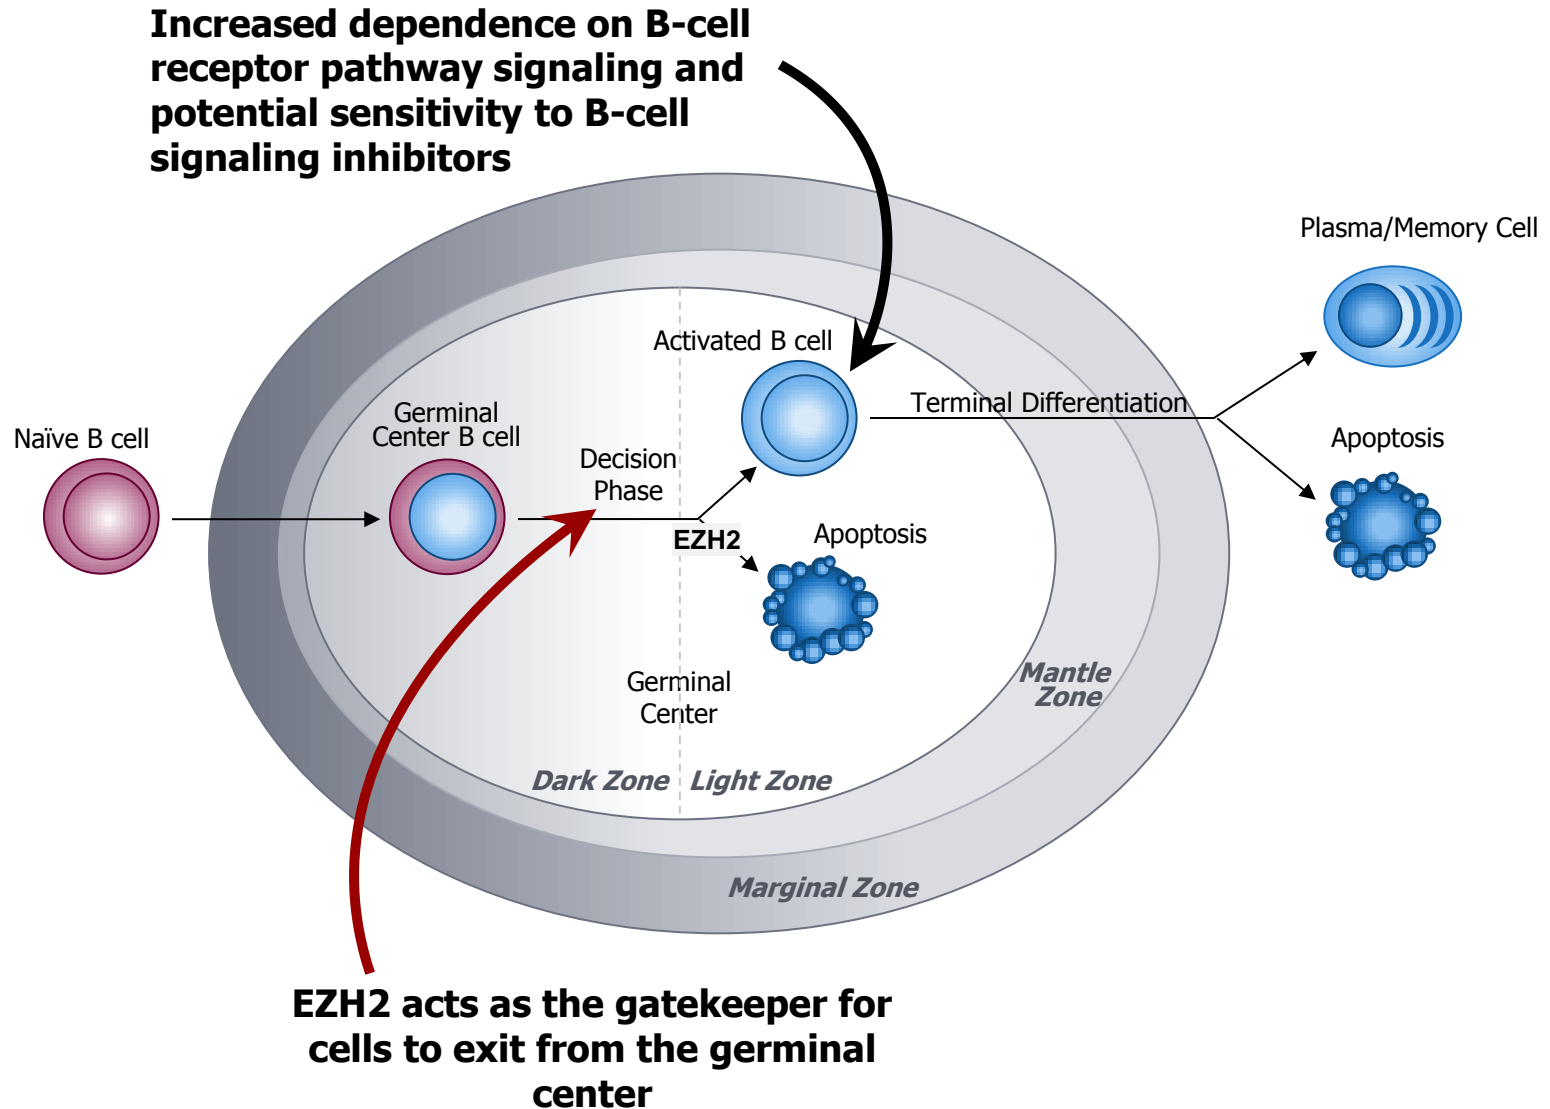 Increased dependence on B-cell
receptor pathway signaling and
potential sensitivity to B-cell
signaling inhibitors
Plasma/Memory Cell
Activated B cell
Terminal Differentiation
Germinal
Center B cell
Naïve B cell
Apoptosis
Decision
Phase
EZH2
Apoptosis
Mantle
Zone
Germinal
Center
Dark Zone
Light Zone
Marginal Zone
EZH2 acts as the gatekeeper for
cells to exit from the germinal
center